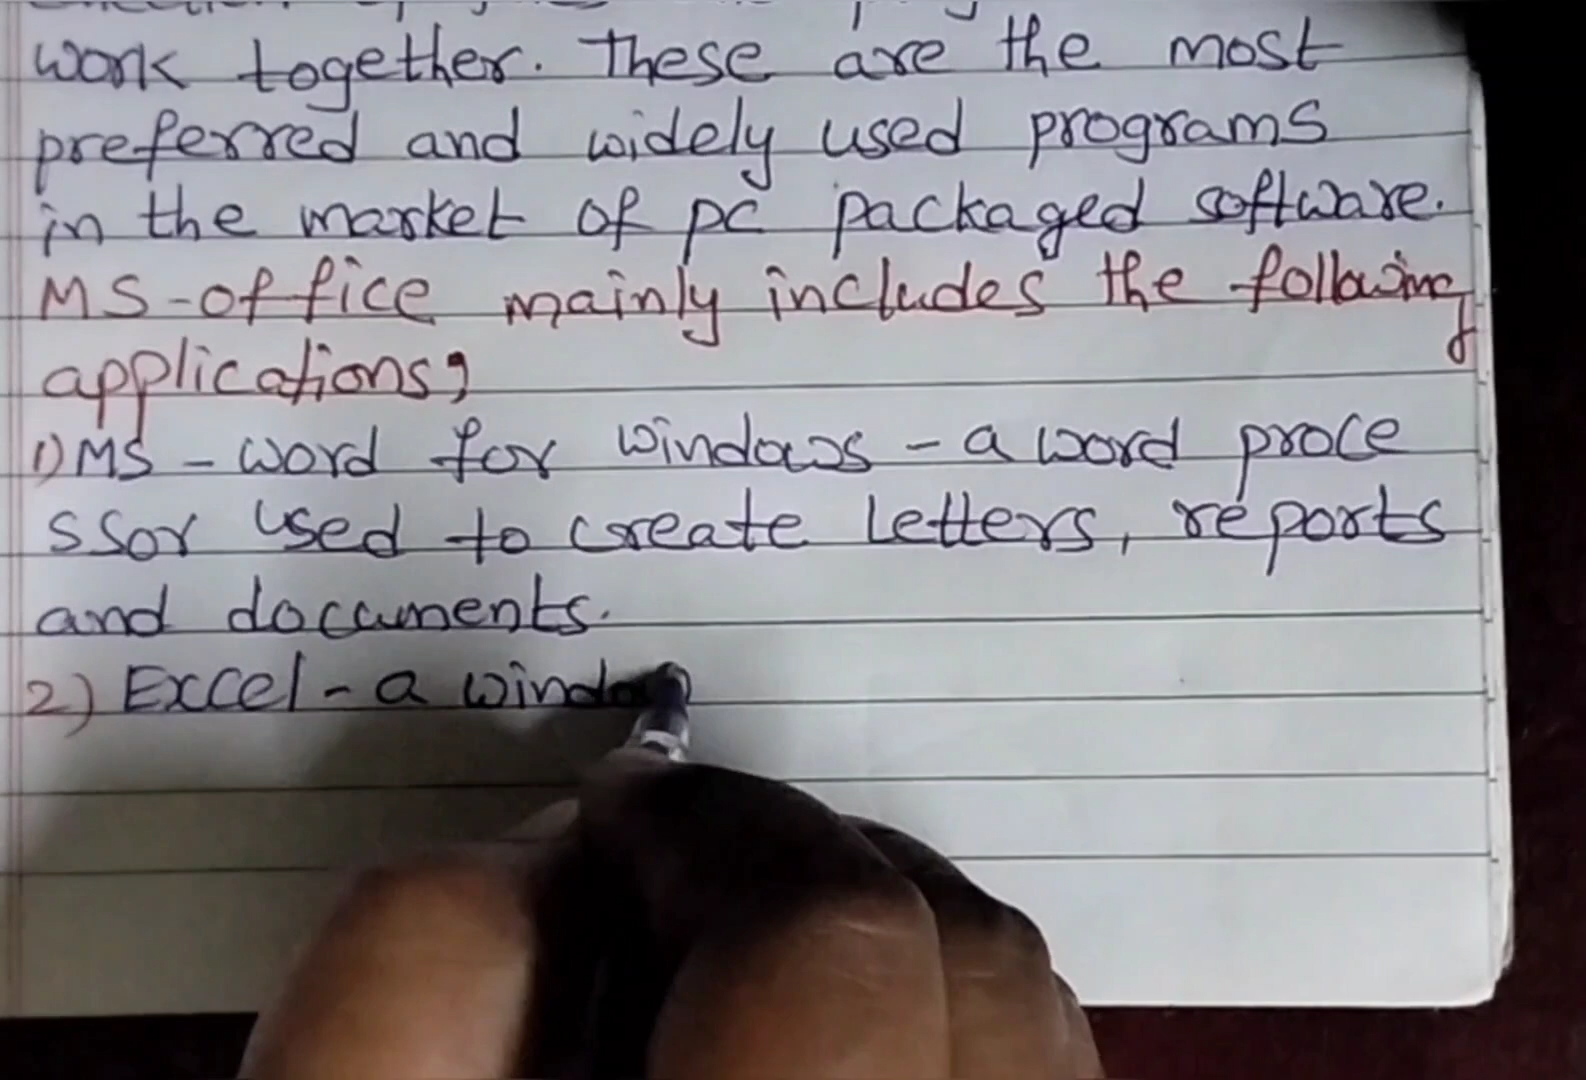 work together. These are the most
preferred and widely used programs
in the market of pc packaged software.
MS-office mainly includes the following
applications;
1) MS - word for windows - a word proce
ssor used to create letters, reports
and documents.
2) Excel - a windo